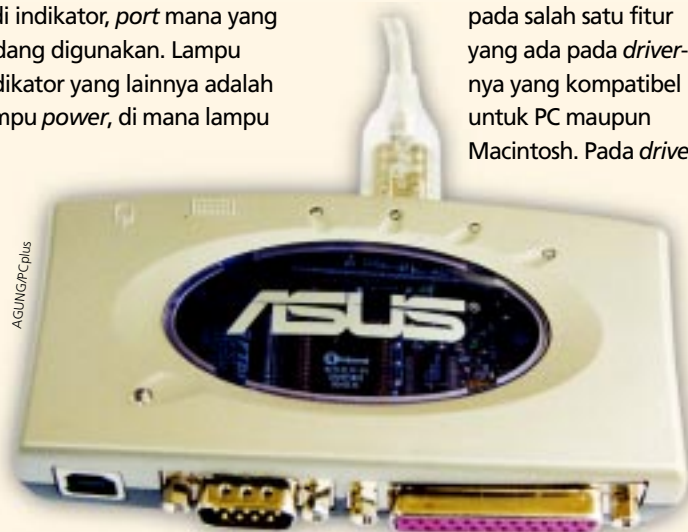 di indikator, port mana yang
dang digunakan. Lampu
dikator yang lainnya adalah
mpu power, di mana lampu
pada salah satu fitur
yang ada pada driver-
nya yang kompatibel
untuk PC maupun
Macintosh. Pada drive
AGUNG/PCplus
ASUS